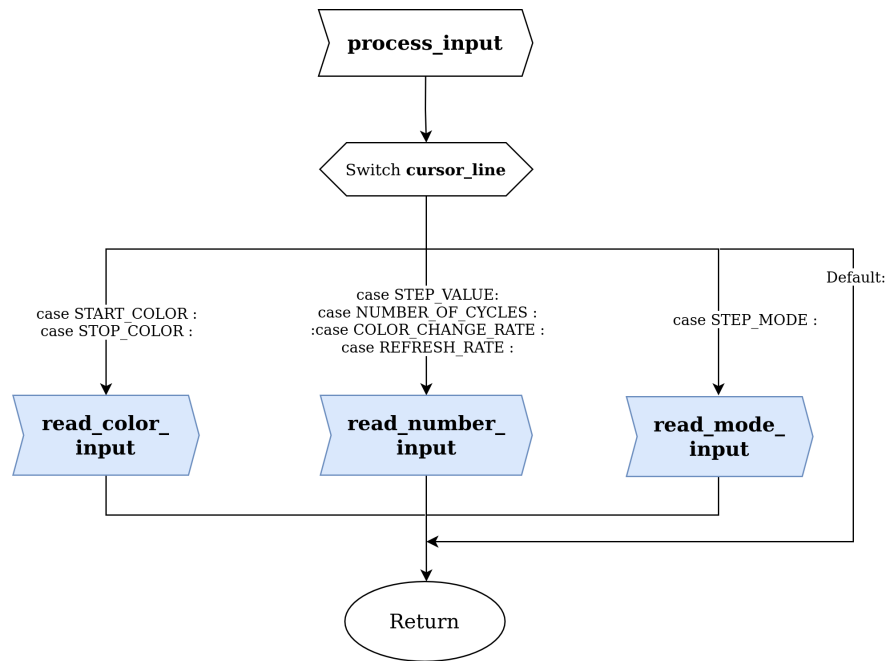 process_input
Switch cursor_line
Default:
case START_COLOR :
case STOP_COLOR :
case STEP_VALUE:
case NUMBER_OF_CYCLES :
:case COLOR_CHANGE_RATE :
case REFRESH_RATE :
case STEP_MODE :
read_color_
input
read_number_
input
read_mode_
input
Return